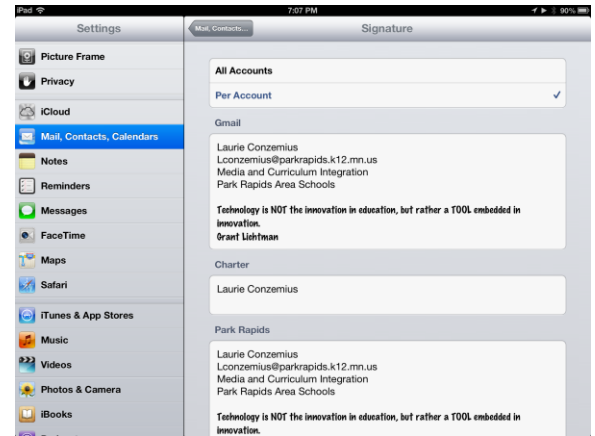 iPad 7:07 PM 90%
Settings
Mail, Contacts... Signature
Picture Frame
Privacy
iCloud
Mail, Contacts, Calendars
Notes
Reminders
Messages
FaceTime
Maps
Safari
iTunes & App Stores
Music
Videos
Photos & Camera
iBooks
All Accounts
Per Account
Gmail
Laurie Conzemius
Lconzemius@parkrapids.k12.mn.us
Media and Curriculum Integration
Park Rapids Area Schools
Technology is NOT the innovation in education, but rather a TOOL embedded in
innovation.
Grant Lichtman
Charter
Laurie Conzemius
Park Rapids
Laurie Conzemius
Lconzemius@parkrapids.k12.mn.us
Media and Curriculum Integration
Park Rapids Area Schools
Technology is NOT the innovation in education, but rather a TOOL embedded in
innovation.